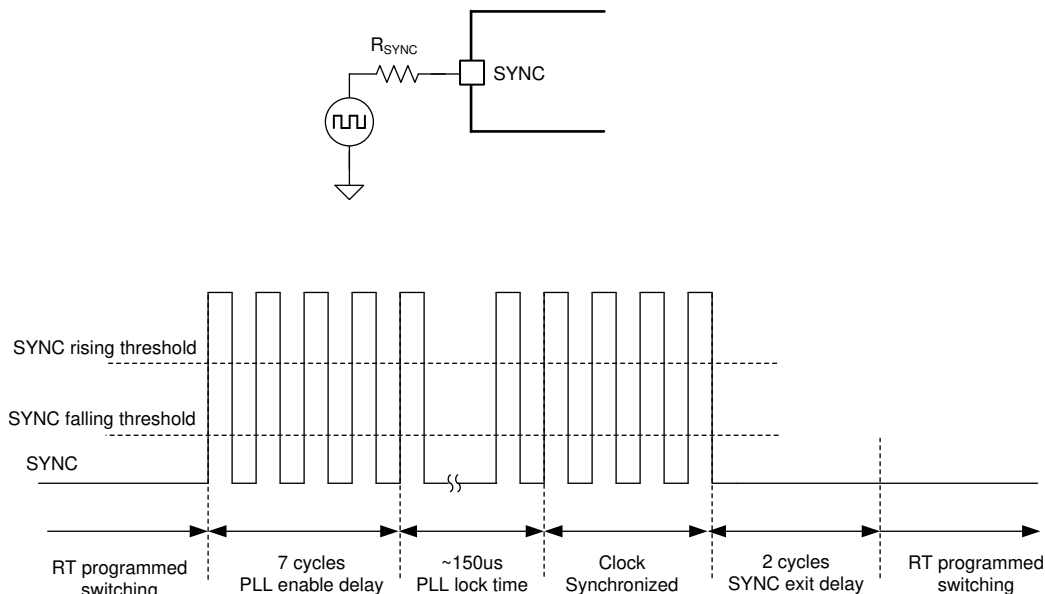 RSYNC
SYNC
SYNC rising threshold
SYNC falling threshold
SYNC
RT programmed
switching
7 cycles
PLL enable delay
~150us
PLL lock time
Clock
Synchronized
2 cycles
SYNC exit delay
RT programmed
switching